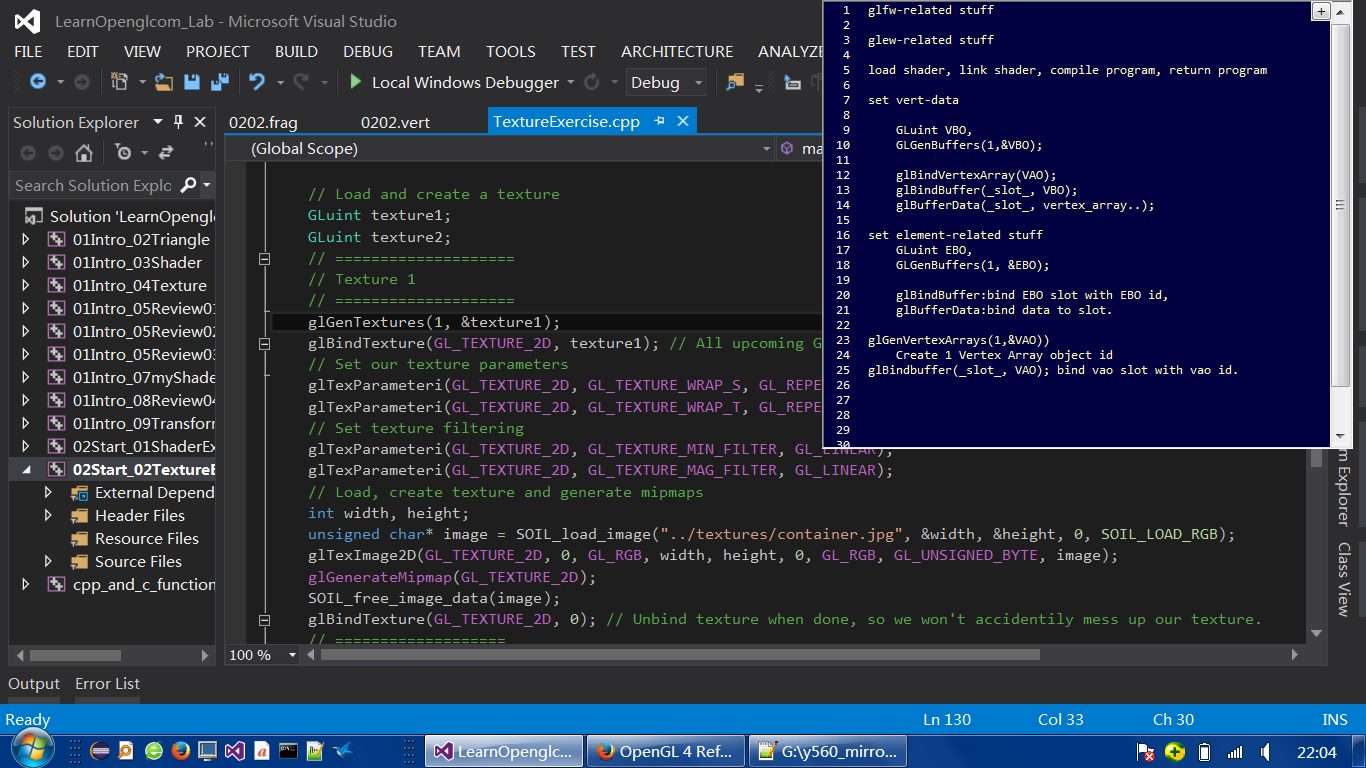 LearnOpenglcom_Lab - Microsoft Visual Studio
FILE EDIT VIEW PROJECT BUILD DEBUG TEAM TOOLS TEST ARCHITECTURE ANALYZE
Local Windows Debugger Debug
Solution Explorer
Search Solution Explo
Solution 'LearnOpengl
01Intro_02Triangle
01Intro_03Shader
01Intro_04Texture
01Intro_05Review01
01Intro_05Review02
01Intro_05Review03
01Intro_07myShade
01Intro_08Review04
01Intro_09Transform
02Start_01ShaderEx
02Start_02TextureE
External Depend
Header Files
Resource Files
Source Files
cpp_and_c_function
0202.frag 0202.vert TextureExercise.cpp
(Global Scope) ma
// Load and create a texture
GLuint texture1;
GLuint texture2;
// ====================
// Texture 1
// ====================
glGenTextures(1, &texture1);
glBindTexture(GL_TEXTURE_2D, texture1); // All upcoming G
// Set our texture parameters
glTexParameteri(GL_TEXTURE_2D, GL_TEXTURE_WRAP_S, GL_REPE
glTexParameteri(GL_TEXTURE_2D, GL_TEXTURE_WRAP_T, GL_REPE
// Set texture filtering
glTexParameteri(GL_TEXTURE_2D, GL_TEXTURE_MIN_FILTER, GL_LINEAR);
glTexParameteri(GL_TEXTURE_2D, GL_TEXTURE_MAG_FILTER, GL_LINEAR);
// Load, create texture and generate mipmaps
int width, height;
unsigned char* image = SOIL_load_image("../textures/container.jpg", &width, &height, 0, SOIL_LOAD_RGB);
glTexImage2D(GL_TEXTURE_2D, 0, GL_RGB, width, height, 0, GL_RGB, GL_UNSIGNED_BYTE, image);
glGenerateMipmap(GL_TEXTURE_2D);
SOIL_free_image_data(image);
glBindTexture(GL_TEXTURE_2D, 0); // Unbind texture when done, so we won't accidentily mess up our texture.
// ===================
100 %
1 glfw-related stuff
2
3 glew-related stuff
4
5 load shader, link shader, compile program, return program
6
7 set vert-data
8
9 GLuint VBO,
10 GLGenBuffers(1,&VBO);
11
12 glBindVertexArray(VAO);
13 glBindBuffer(_slot_, VBO);
14 glBufferData(_slot_, vertex_array..);
15
16 set element-related stuff
17 GLuint EBO,
18 GLGenBuffers(1, &EBO);
19
20 glBindBuffer:bind EBO slot with EBO id,
21 glBufferData:bind data to slot.
22
23 glGenVertexArrays(1,&VAO))
24 Create 1 Vertex Array object id
25 glBindbuffer(_slot_, VAO); bind vao slot with vao id.
26
27
28
29
30
m Explorer
Class View
Output Error List
Ready Ln 130 Col 33 Ch 30 INS
LearnOpenglc... OpenGL 4 Ref... G:\y560_mirro... 22:04